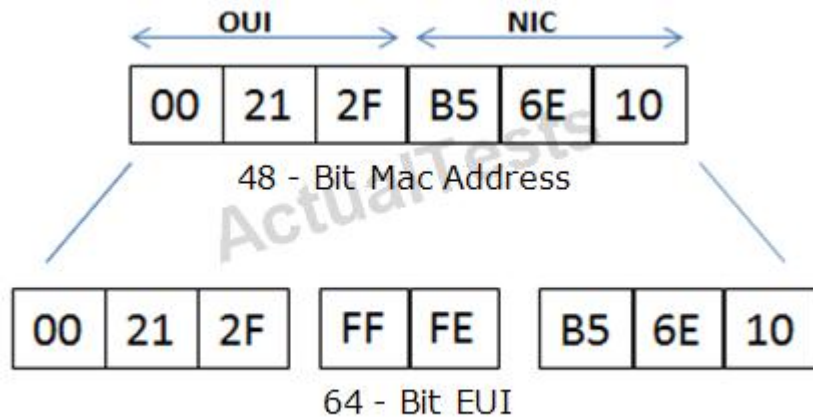 OUI NIC
00 21 2F B5 6E 10
48 - Bit Mac Address
ActualTests
00 21 2F FF FE B5 6E 10
64 - Bit EUI